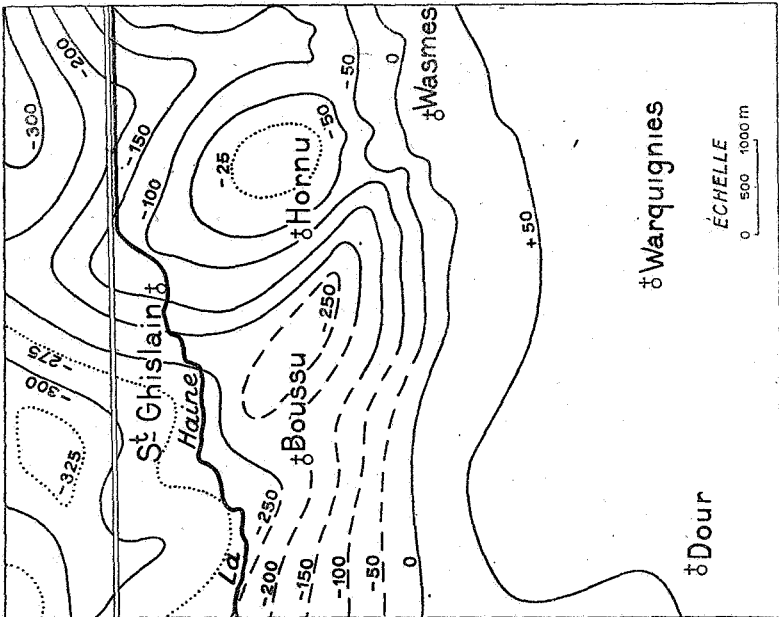 -300
-200
-150
-100
-50
0
Wasmes
-50
-25
Hornu
+50
Warquignies
ÉCHELLE
0 500 1000 m
-275
-300
-325
St Ghislain
Haine
La
-250
Boussu
-250
-200
-150
-100
-50
0
Dour